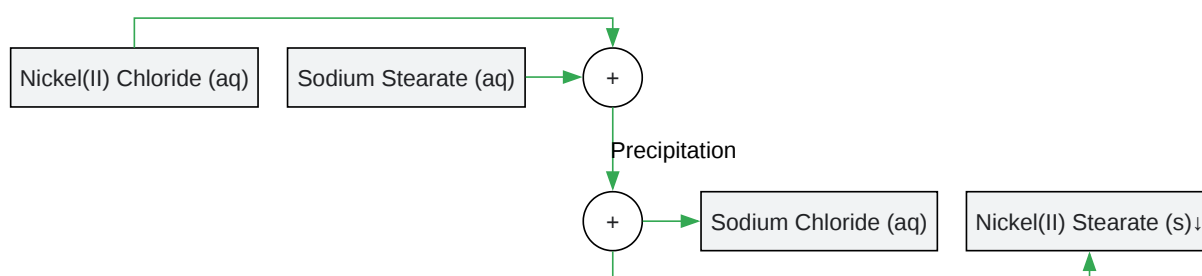 Nickel(II) Chloride (aq)
Sodium Stearate (aq)
+
Precipitation
+
Sodium Chloride (aq)
Nickel(II) Stearate (s)↓